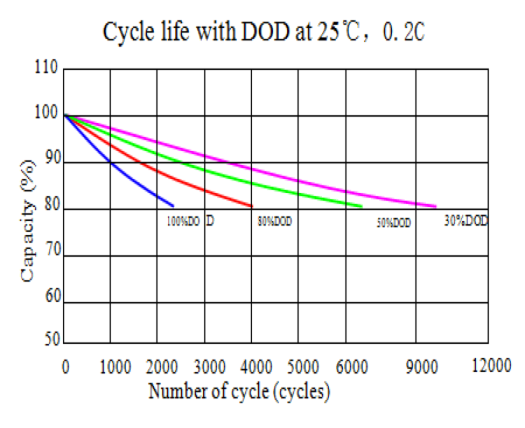 Cycle life with DOD at 25℃，0.2C
110
100
90
80
70
60
50
Capacity (%)
100%DO D
80%DOD
50%DOD
30%DOD
0 1000 2000 3000 4000 5000 6000 9000 12000
Number of cycle (cycles)